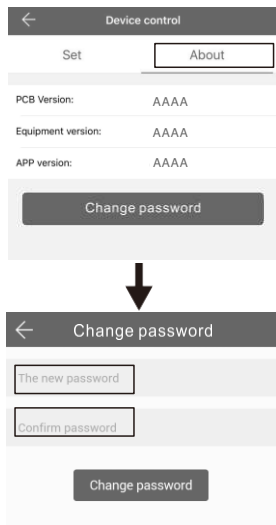 Device control
Set About
PCB Version: AAAA
Equipment version: AAAA
APP version: AAAA
Change password
Change password
The new password
Confirm password
Change password